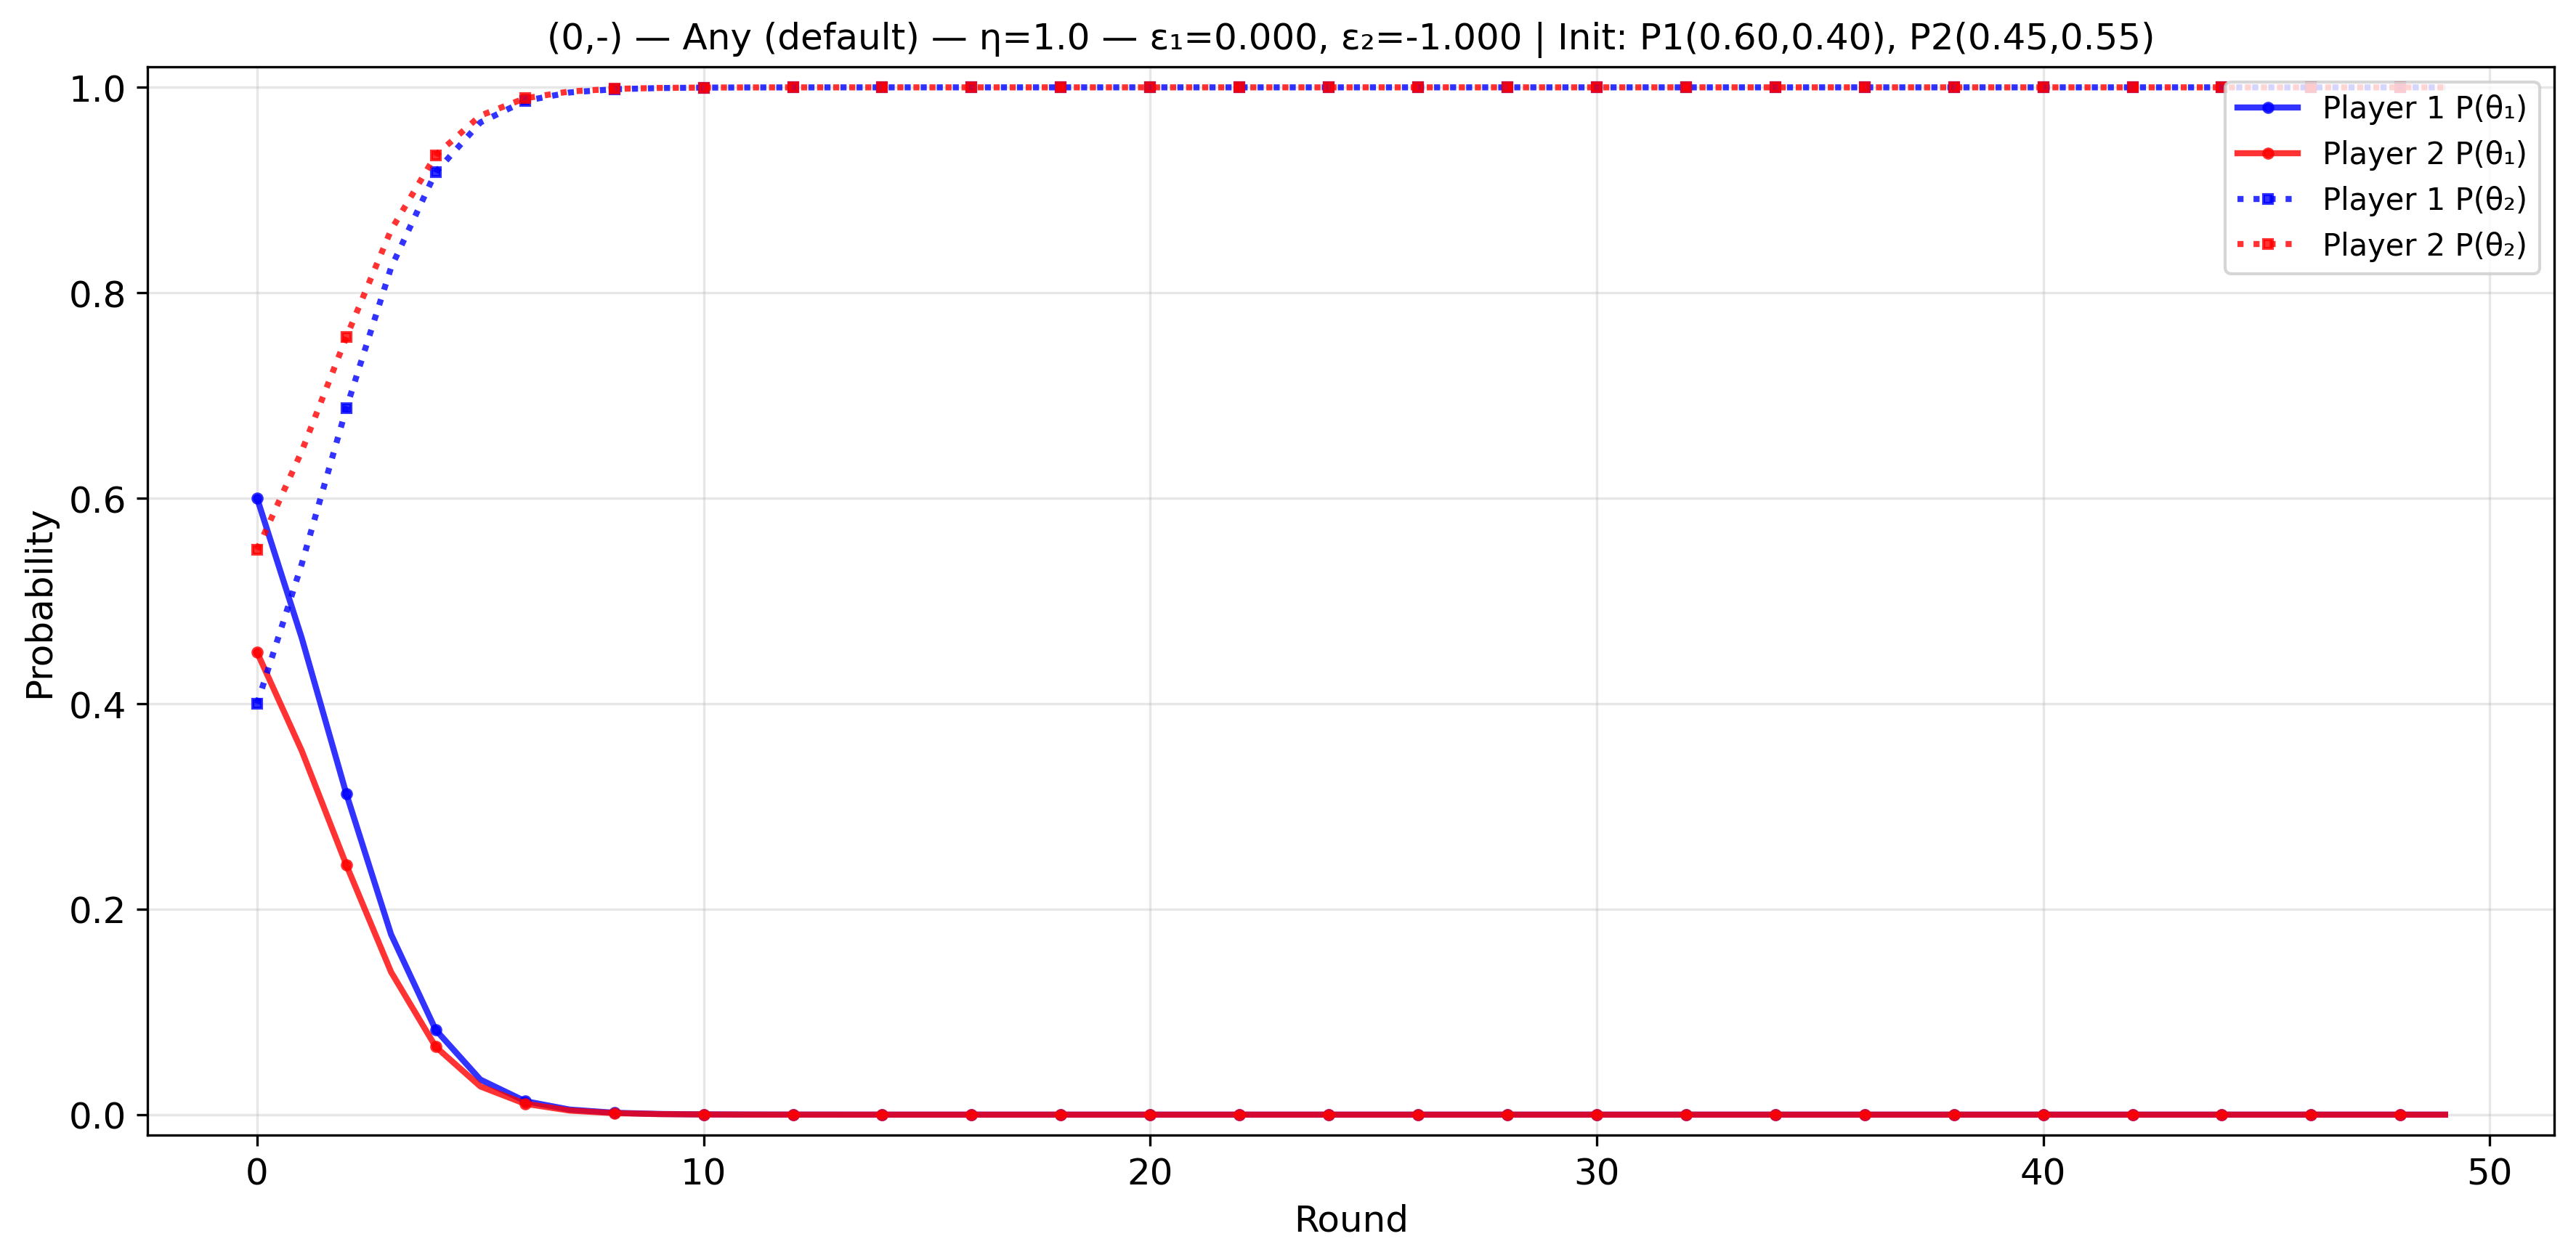 (0,-) — Any (default) — η=1.0 — ε₁=0.000, ε₂=-1.000 | Init: P1(0.60,0.40), P2(0.45,0.55)
1.0
0.8
0.6
0.4
0.2
0.0
Probability
Player 1 P(θ₁)
Player 2 P(θ₁)
Player 1 P(θ₂)
Player 2 P(θ₂)
0 10 20 30 40 50
Round